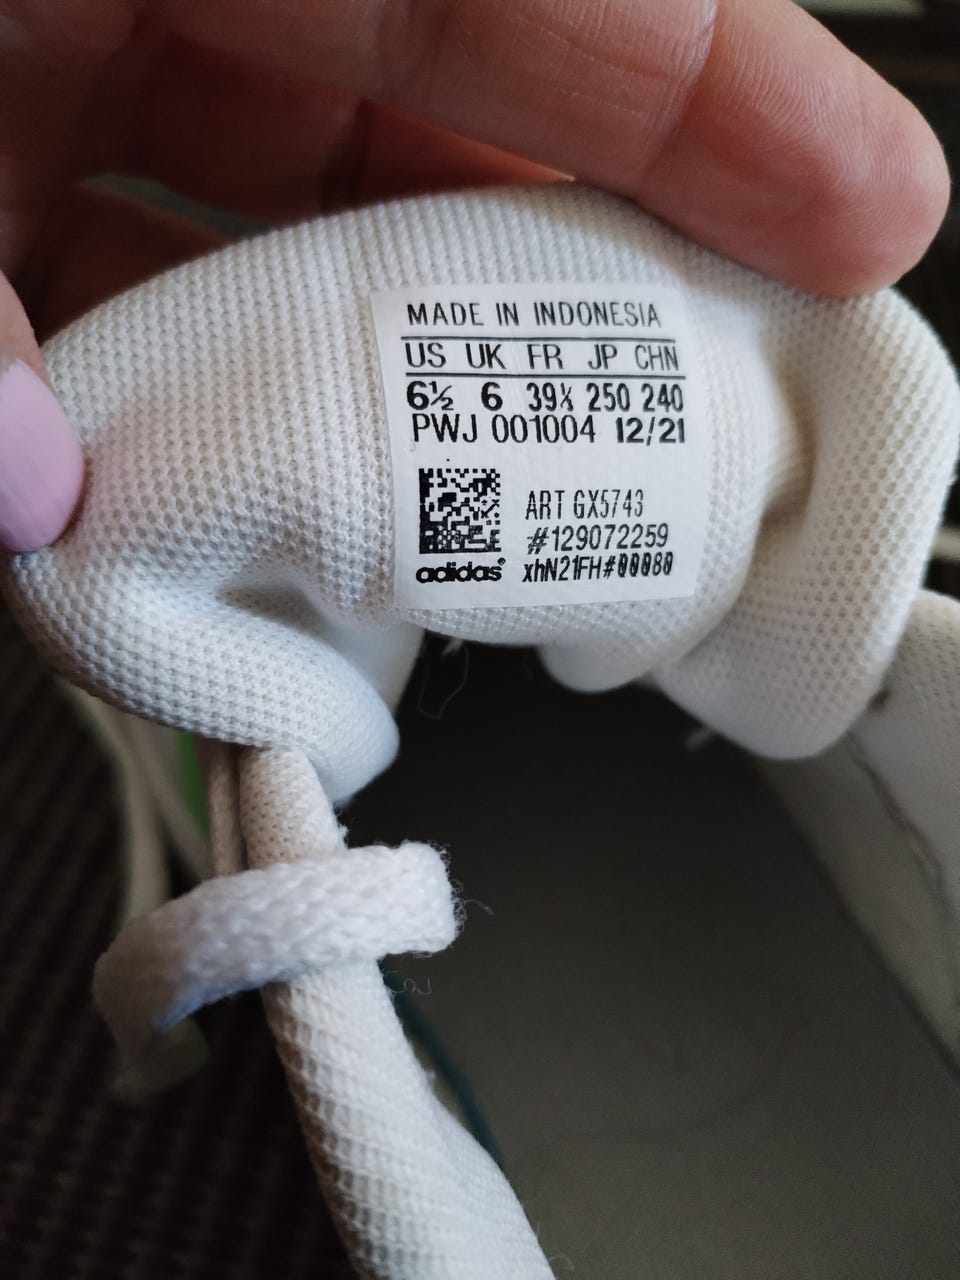 MADE IN INDONESIA
US UK FR JP CHN
6½ 6 39⅓ 250 240
PWJ 001004 12/21
ART GX5743
#129072259
adidas® xhN21FH#00080